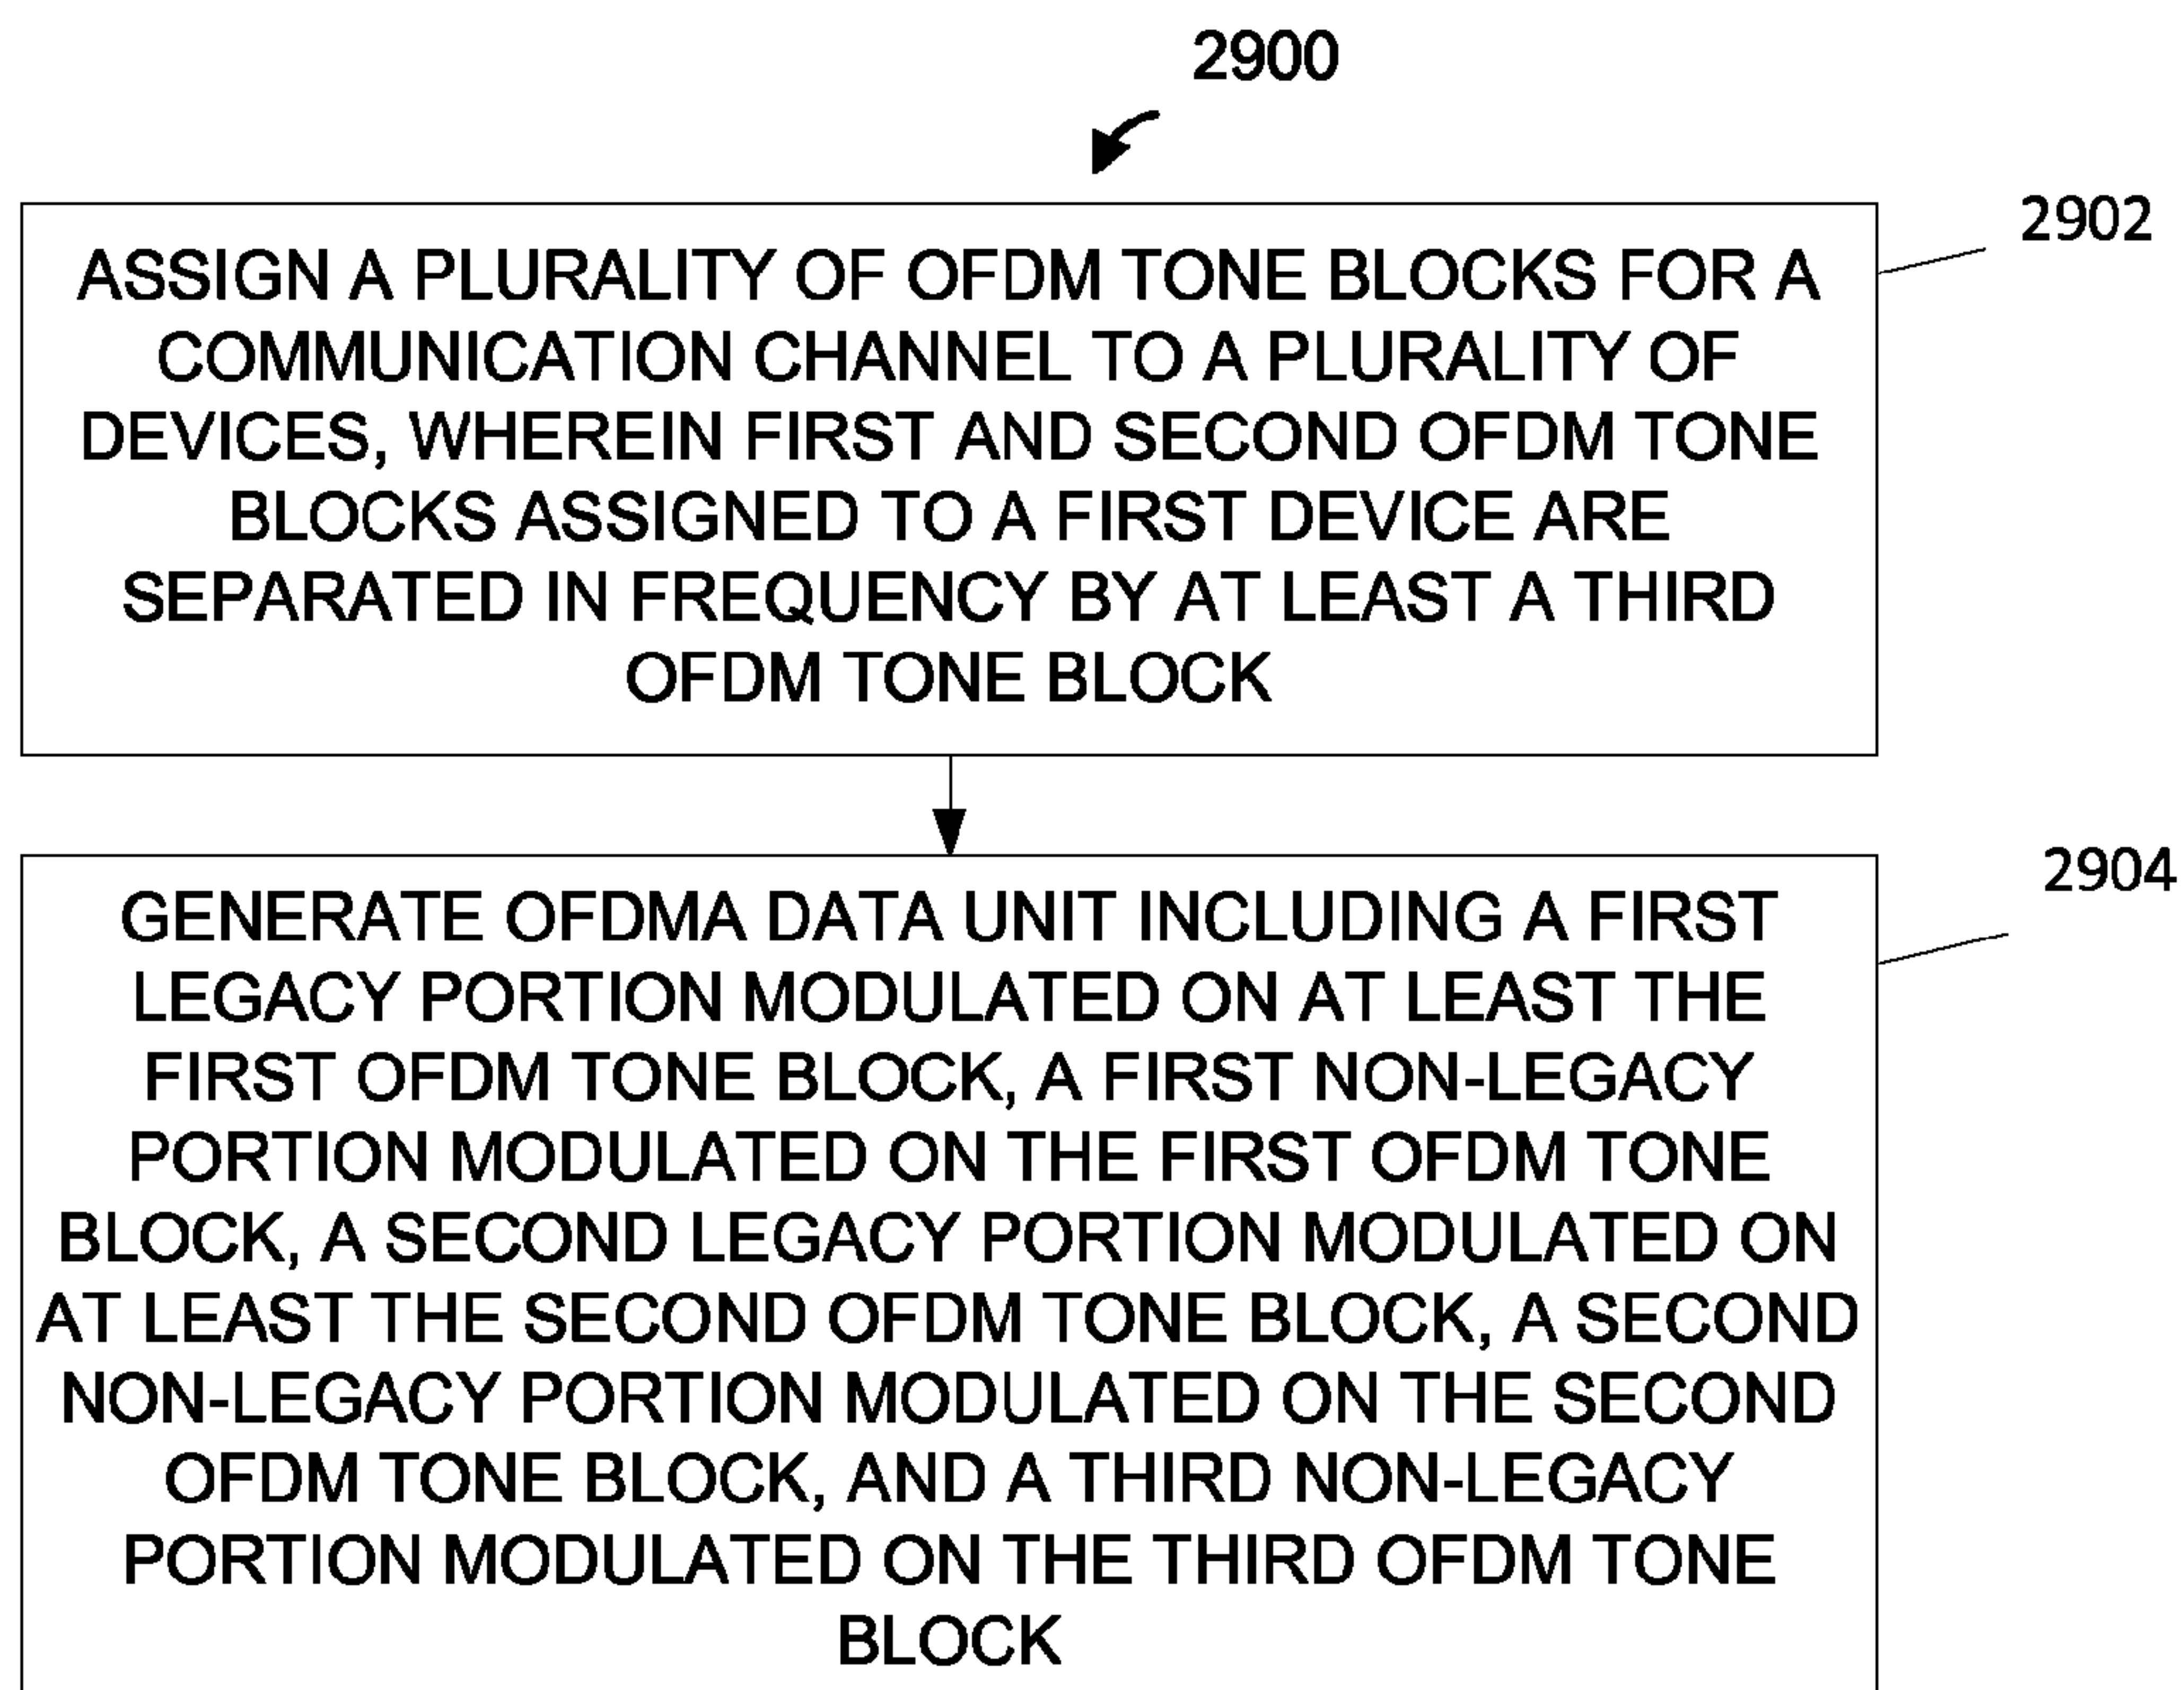 2900
2902
ASSIGN A PLURALITY OF OFDM TONE BLOCKS FOR A
COMMUNICATION CHANNEL TO A PLURALITY OF
DEVICES, WHEREIN FIRST AND SECOND OFDM TONE
BLOCKS ASSIGNED TO A FIRST DEVICE ARE
SEPARATED IN FREQUENCY BY AT LEAST A THIRD
OFDM TONE BLOCK
2904
GENERATE OFDMA DATA UNIT INCLUDING A FIRST
LEGACY PORTION MODULATED ON AT LEAST THE
FIRST OFDM TONE BLOCK, A FIRST NON-LEGACY
PORTION MODULATED ON THE FIRST OFDM TONE
BLOCK, A SECOND LEGACY PORTION MODULATED ON
AT LEAST THE SECOND OFDM TONE BLOCK, A SECOND
NON-LEGACY PORTION MODULATED ON THE SECOND
OFDM TONE BLOCK, AND A THIRD NON-LEGACY
PORTION MODULATED ON THE THIRD OFDM TONE
BLOCK